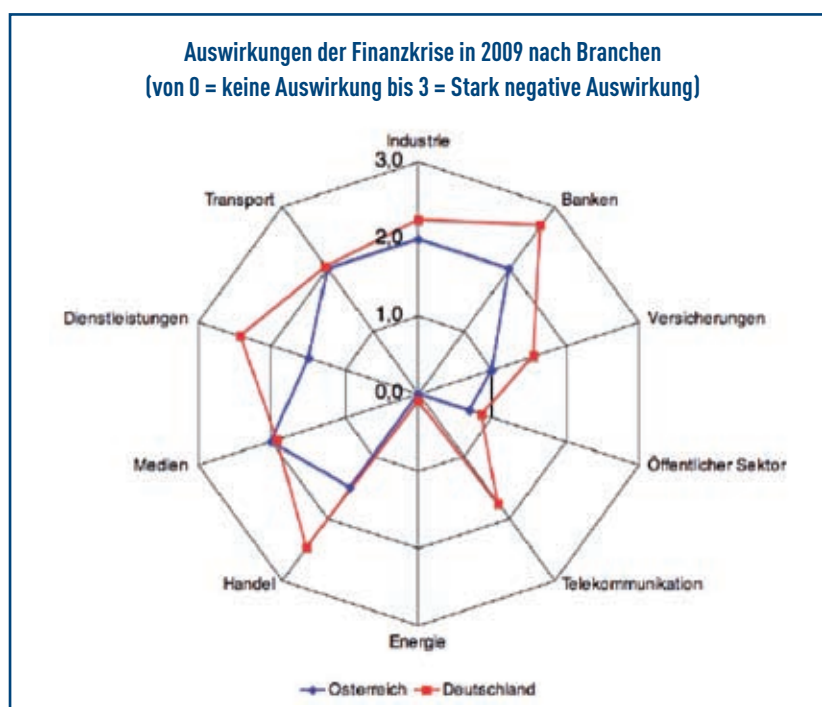 Auswirkungen der Finanzkrise in 2009 nach Branchen
(von 0 = keine Auswirkung bis 3 = Stark negative Auswirkung)
Industrie
3,0
Transport
Banken
2,0
Dienstleistungen
Versicherungen
1,0
0,0
Medien
Öffentlicher Sektor
Handel
Telekommunikation
Energie
Österreich Deutschland